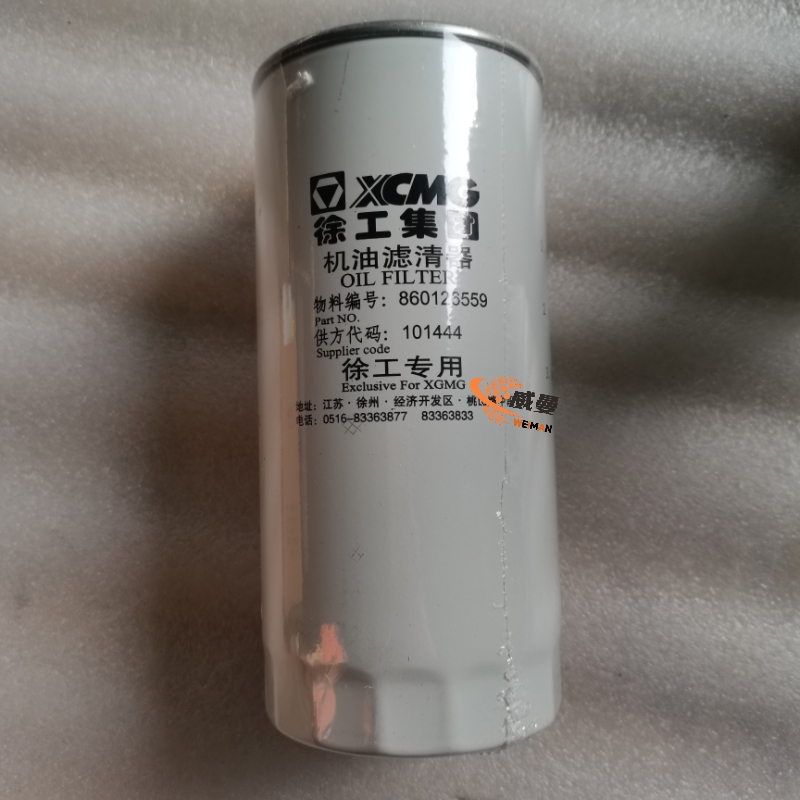 XCMG
徐工集团
机油滤清器
OIL FILTER
物料编号：860126559
Part NO.
供方代码：101444
Supplier code
徐工专用
Exclusive For XGMG
地址：江苏·徐州·经济开发区·桃
电话：0516-83363877 83363833
威曼
WEMAN